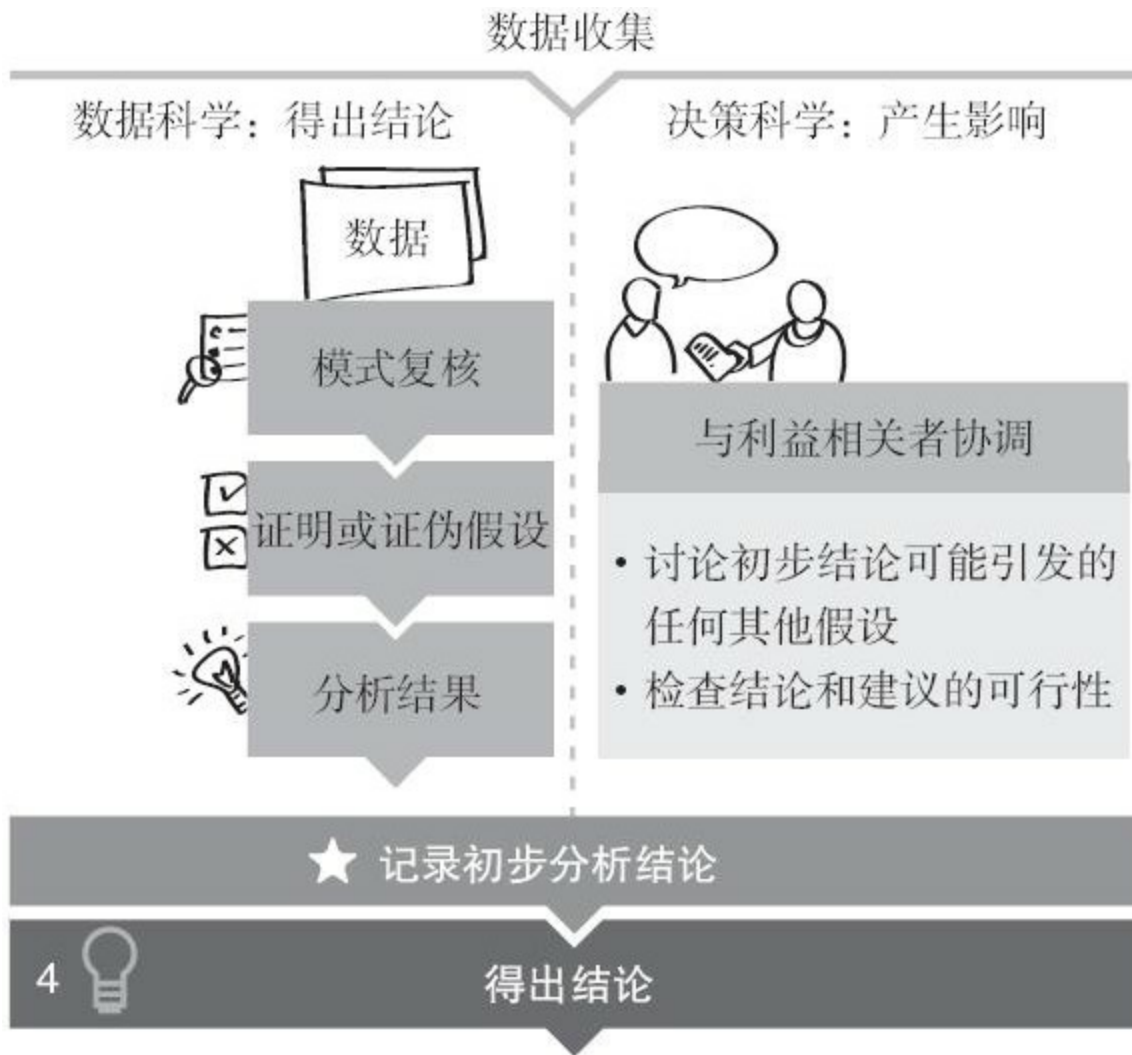 数据收集
数据科学：得出结论
数据
模式复核
证明或证伪假设
分析结果
决策科学：产生影响
与利益相关者协调
• 讨论初步结论可能引发的
任何其他假设
• 检查结论和建议的可行性
★ 记录初步分析结论
4
得出结论